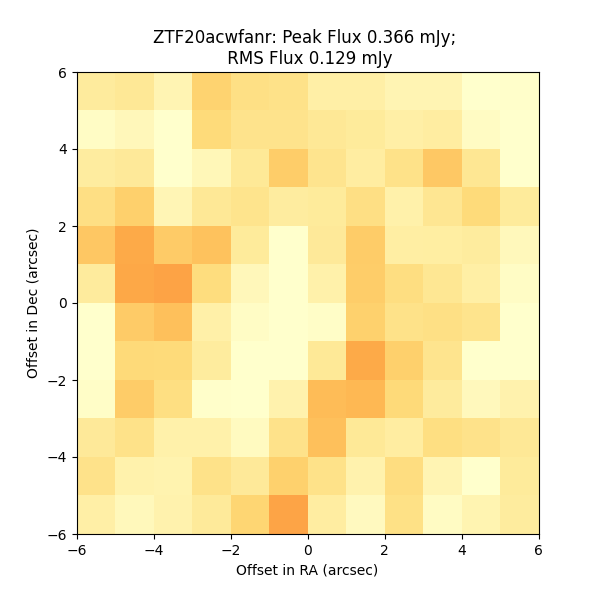 ZTF20acwfanr: Peak Flux 0.366 mJy;
RMS Flux 0.129 mJy
6
4
2
0
−2
−4
−6
Offset in Dec (arcsec)
−6 −4 −2 0 2 4 6
Offset in RA (arcsec)